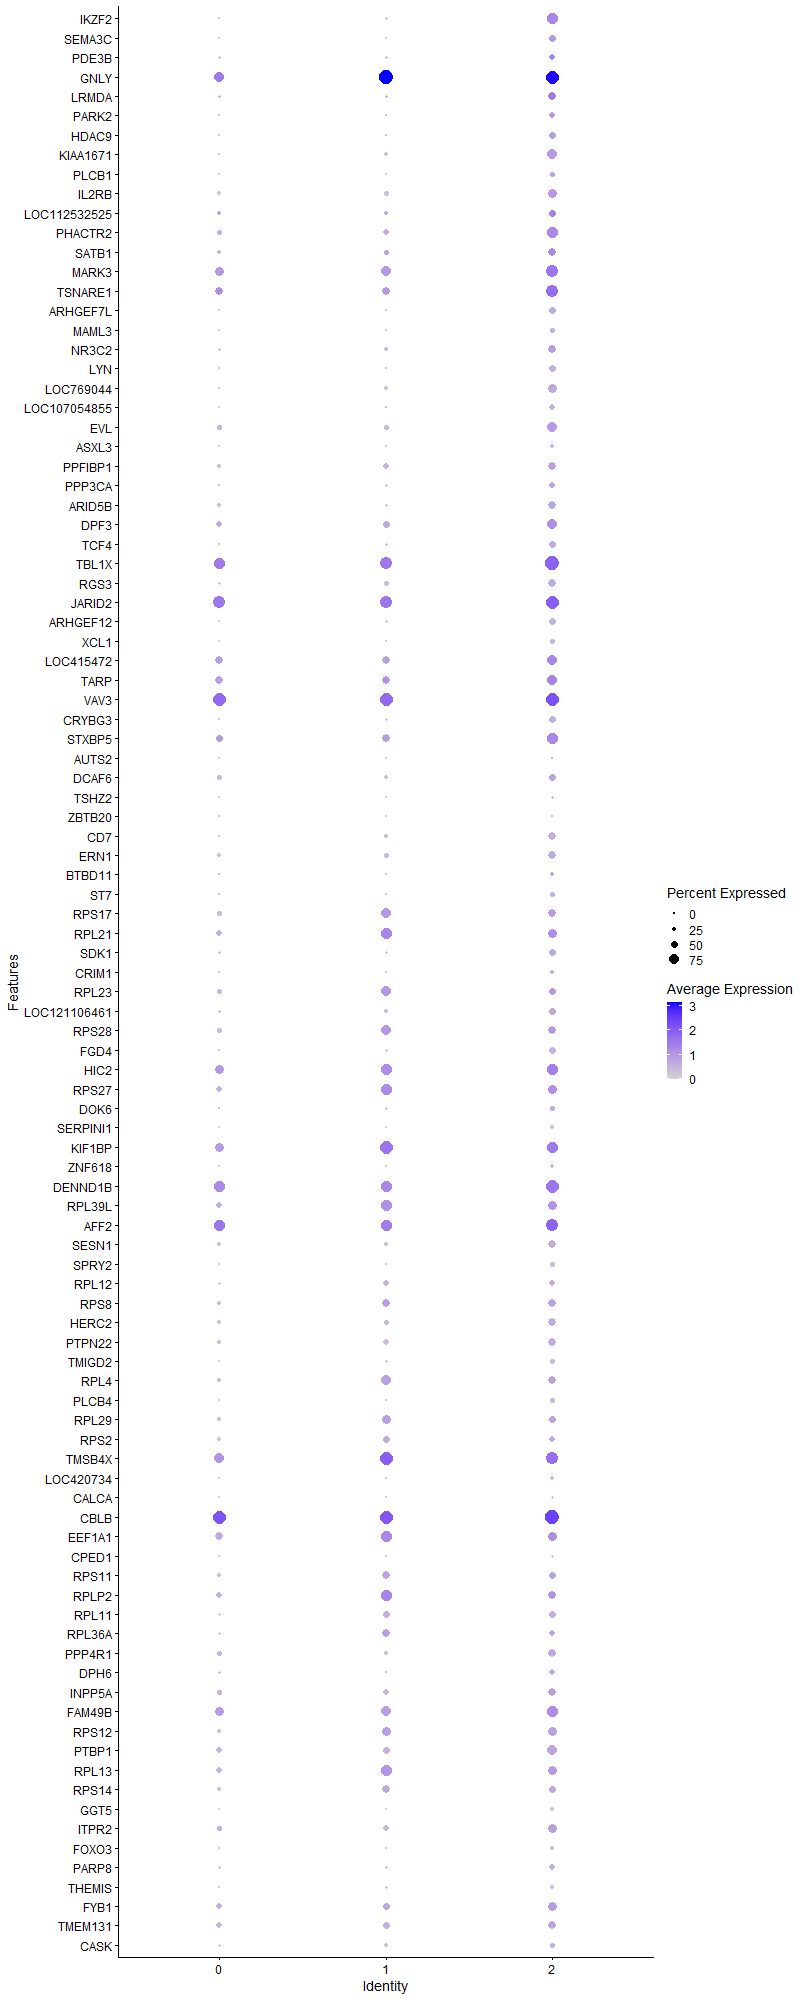 IKZF2
SEMA3C
PDE3B
GNLY
LRMDA
PARK2
HDAC9
KIAA1671
PLCB1
IL2RB
LOC112532525
PHACTR2
SATB1
MARK3
TSNARE1
ARHGEF7L
MAML3
NR3C2
LYN
LOC769044
LOC107054855
EVL
ASXL3
PPFIBP1
PPP3CA
ARID5B
DPF3
TCF4
TBL1X
RGS3
JARID2
ARHGEF12
XCL1
LOC415472
TARP
VAV3
CRYBG3
STXBP5
AUTS2
DCAF6
TSHZ2
ZBTB20
CD7
ERN1
BTBD11
ST7
RPS17
RPL21
SDK1
CRIM1
RPL23
LOC121106461
RPS28
FGD4
HIC2
RPS27
DOK6
SERPINI1
KIF1BP
ZNF618
DENND1B
RPL39L
AFF2
SESN1
SPRY2
RPL12
RPS8
HERC2
PTPN22
TMIGD2
RPL4
PLCB4
RPL29
RPS2
TMSB4X
LOC420734
CALCA
CBLB
EEF1A1
CPED1
RPS11
RPLP2
RPL11
RPL36A
PPP4R1
DPH6
INPP5A
FAM49B
RPS12
PTBP1
RPL13
RPS14
GGT5
ITPR2
FOXO3
PARP8
THEMIS
FYB1
TMEM131
CASK
Features
0 1 2
Identity
Percent Expressed
0
25
50
75
Average Expression
3
2
1
0